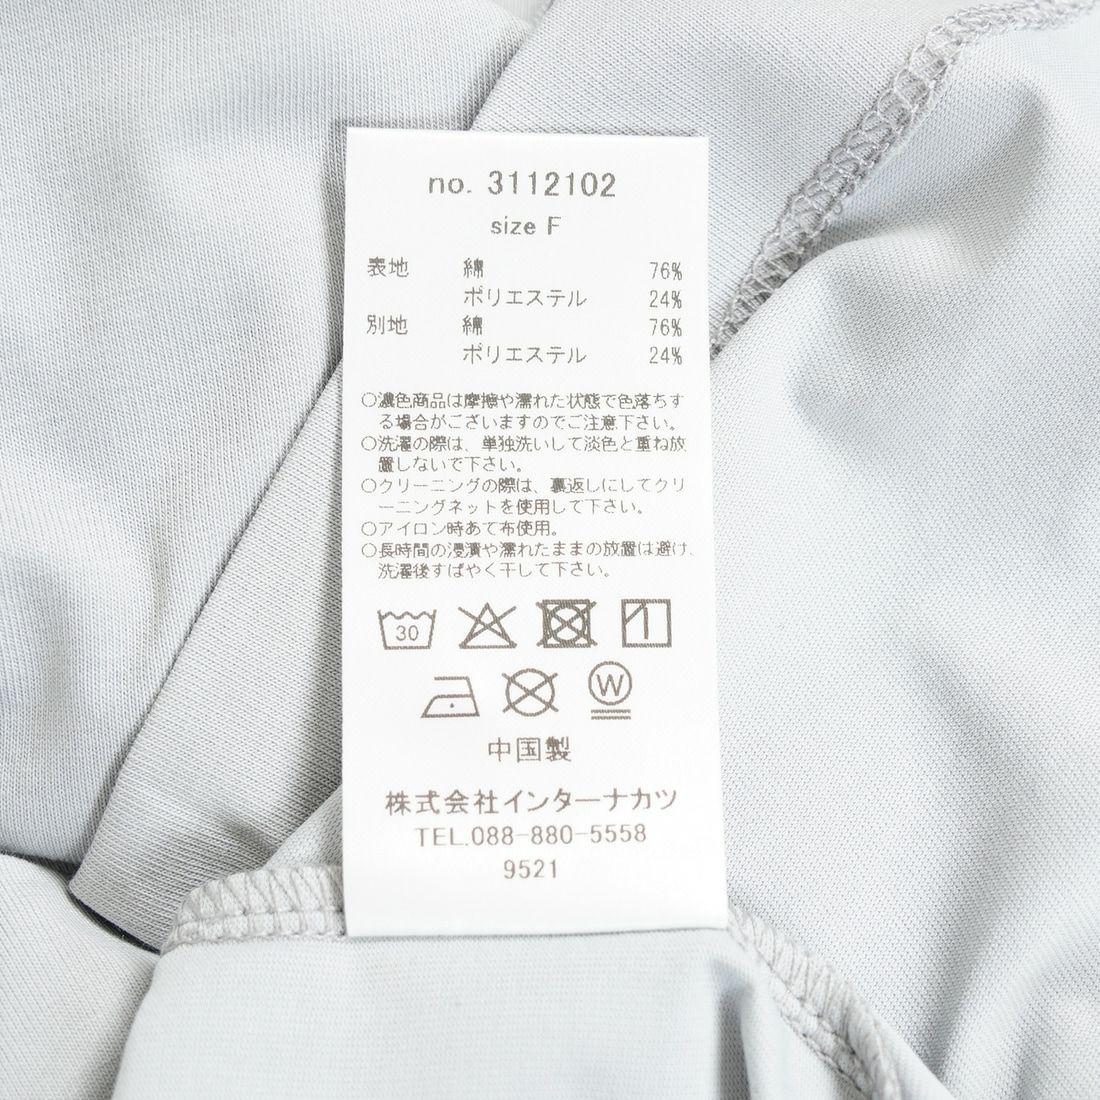 no. 3112102
size F
表地 綿 76%
ポリエステル 24%
別地 綿 76%
ポリエステル 24%
○濃色商品は摩擦や濡れた状態で色落ちす
る場合がございますのでご注意下さい。
○洗濯の際は、単独洗いして淡色と重ね放
置しないで下さい。
○クリーニングの際は、裏返しにしてクリ
ーニングネットを使用して下さい。
○アイロン時あて布使用。
○長時間の浸漬や濡れたままの放置は避け、
洗濯後すばやく干して下さい。
30
W
中国製
株式会社インターナカツ
TEL.088-880-5558
9521